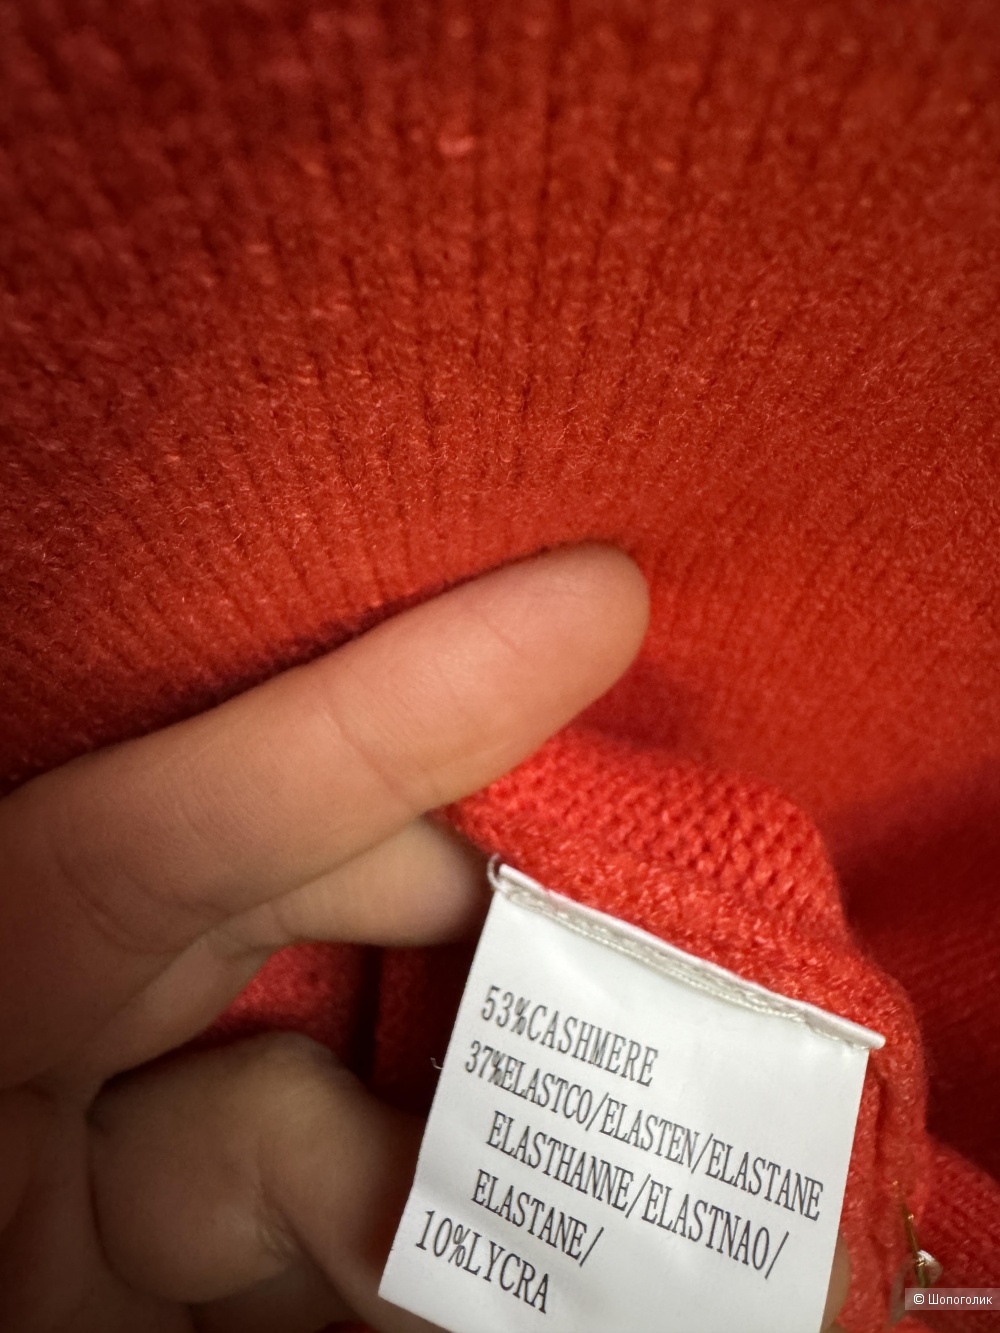 53%CASHMERE
37%ELASTCO/ELASTEN/ELASTANE
ELASTHANNE/ELASTNAO/
ELASTANE/
10%LYCRA
© Шопоголик